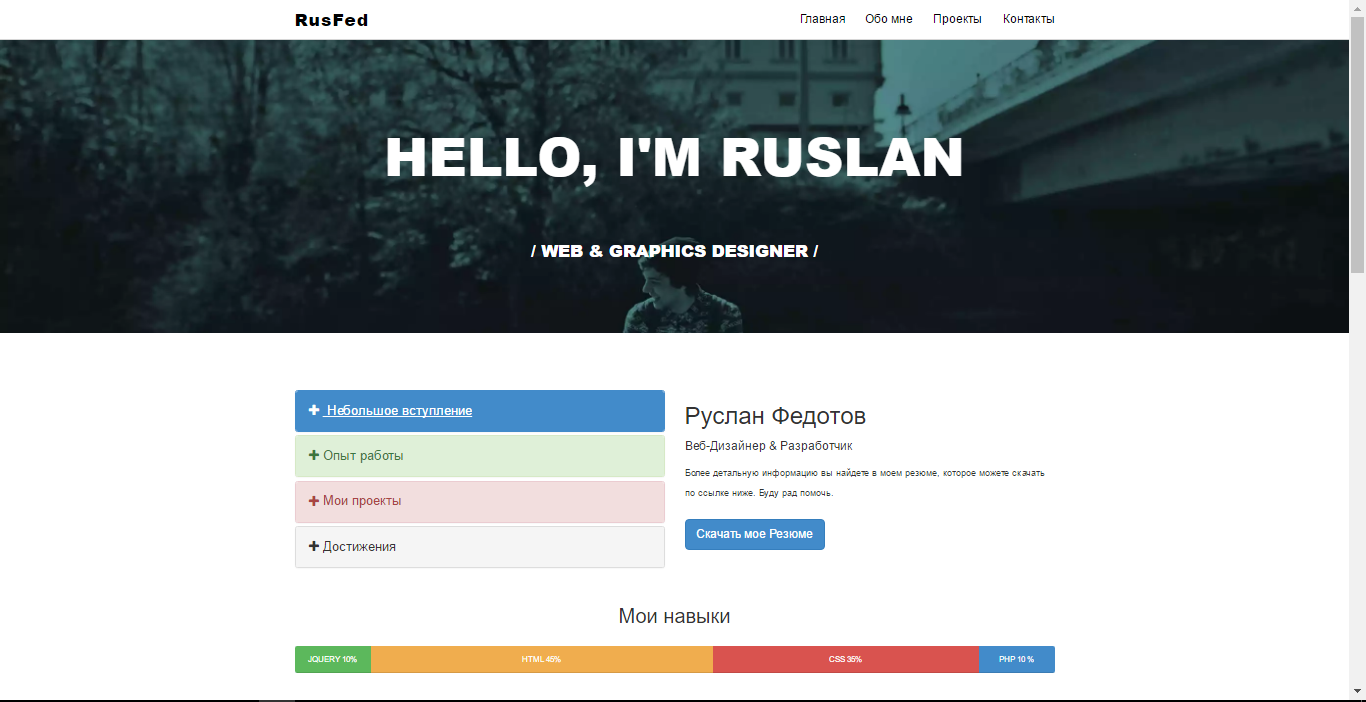 RusFed
Главная Обо мне Проекты Контакты
HELLO, I'M RUSLAN
/ WEB & GRAPHICS DESIGNER /
Небольшое вступление
Опыт работы
Мои проекты
Достижения
Руслан Федотов
Веб-Дизайнер & Разработчик
Более детальную информацию вы найдете в моем резюме, которое можете скачать
по ссылке ниже. Буду рад помочь.
Скачать мое Резюме
Мои навыки
JQUERY 10% HTML 45% CSS 35% PHP 10 %